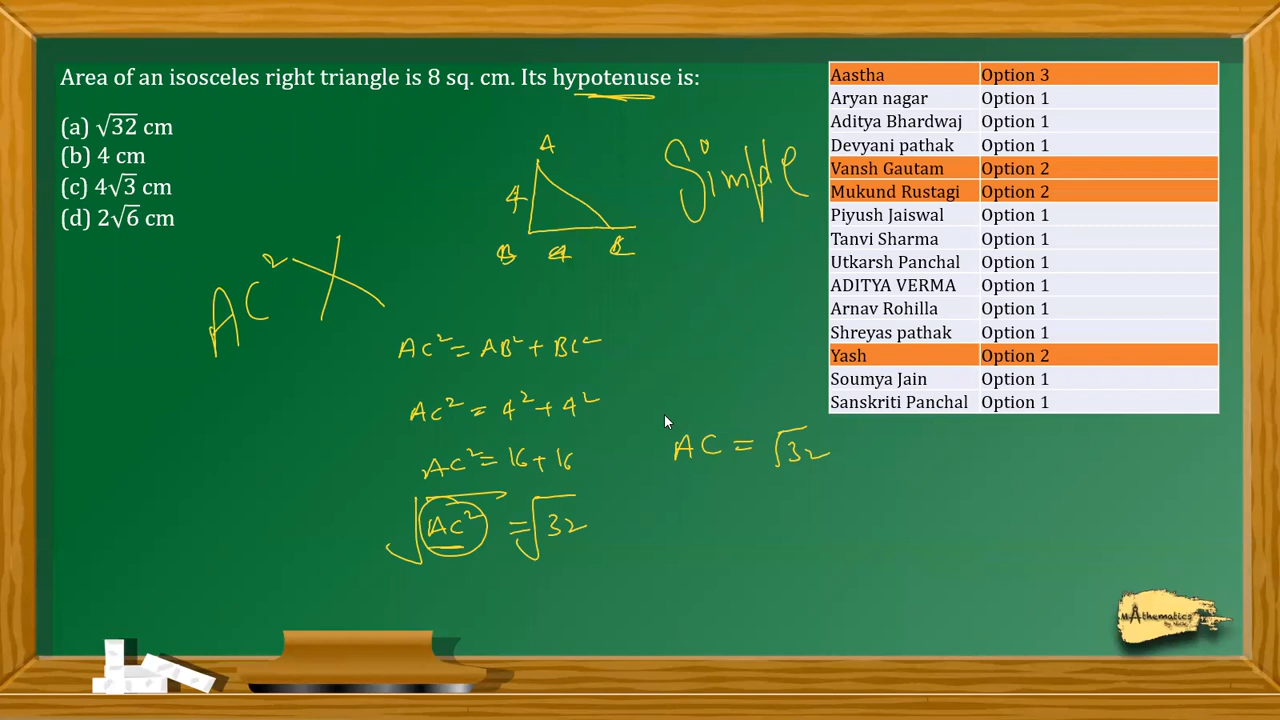 Area of an isosceles right triangle is 8 sq. cm. Its hypotenuse is:
(a) √32 cm
(b) 4 cm
(c) 4√3 cm
(d) 2√6 cm
A
4
B 4 C
Simple
AC²
AC² = AB² + BC²
AC² = 4² + 4²
AC² = 16 + 16
√AC² = √32
AC = √32
Aastha Option 3
Aryan nagar Option 1
Aditya Bhardwaj Option 1
Devyani pathak Option 1
Vansh Gautam Option 2
Mukund Rustagi Option 2
Piyush Jaiswal Option 1
Tanvi Sharma Option 1
Utkarsh Panchal Option 1
ADITYA VERMA Option 1
Arnav Rohilla Option 1
Shreyas pathak Option 1
Yash Option 2
Soumya Jain Option 1
Sanskriti Panchal Option 1
MAthematics